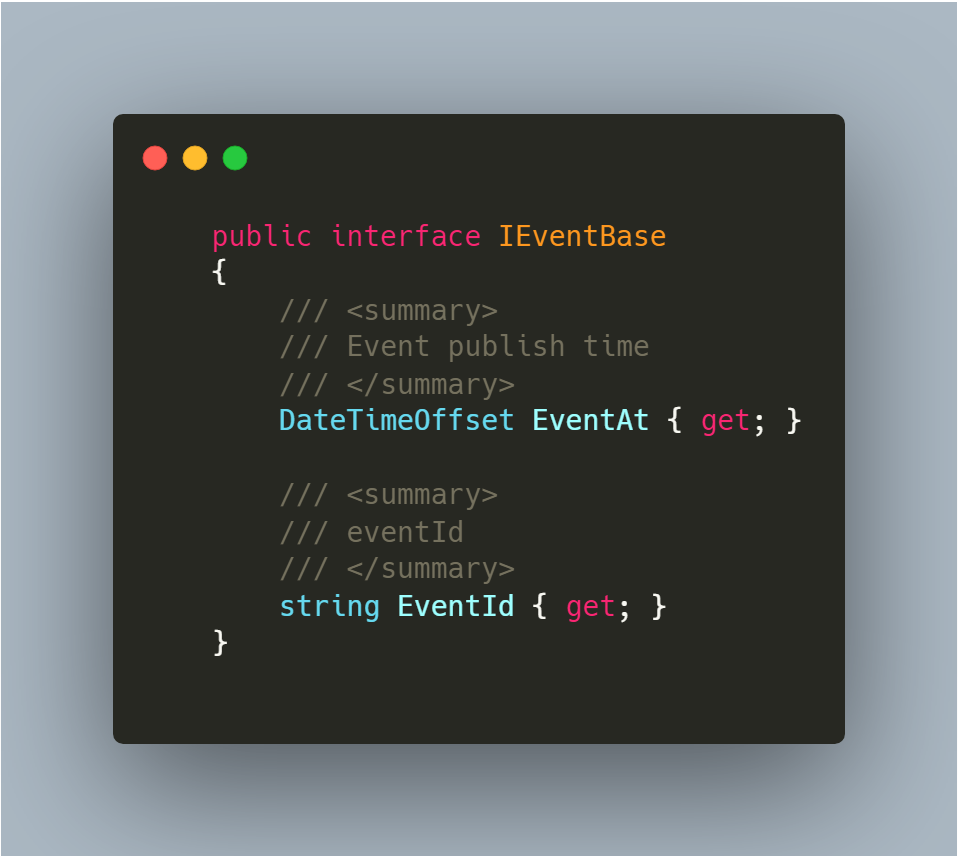 public interface IEventBase
{
/// <summary>
/// Event publish time
/// </summary>
DateTimeOffset EventAt { get; }
/// <summary>
/// eventId
/// </summary>
string EventId { get; }
}